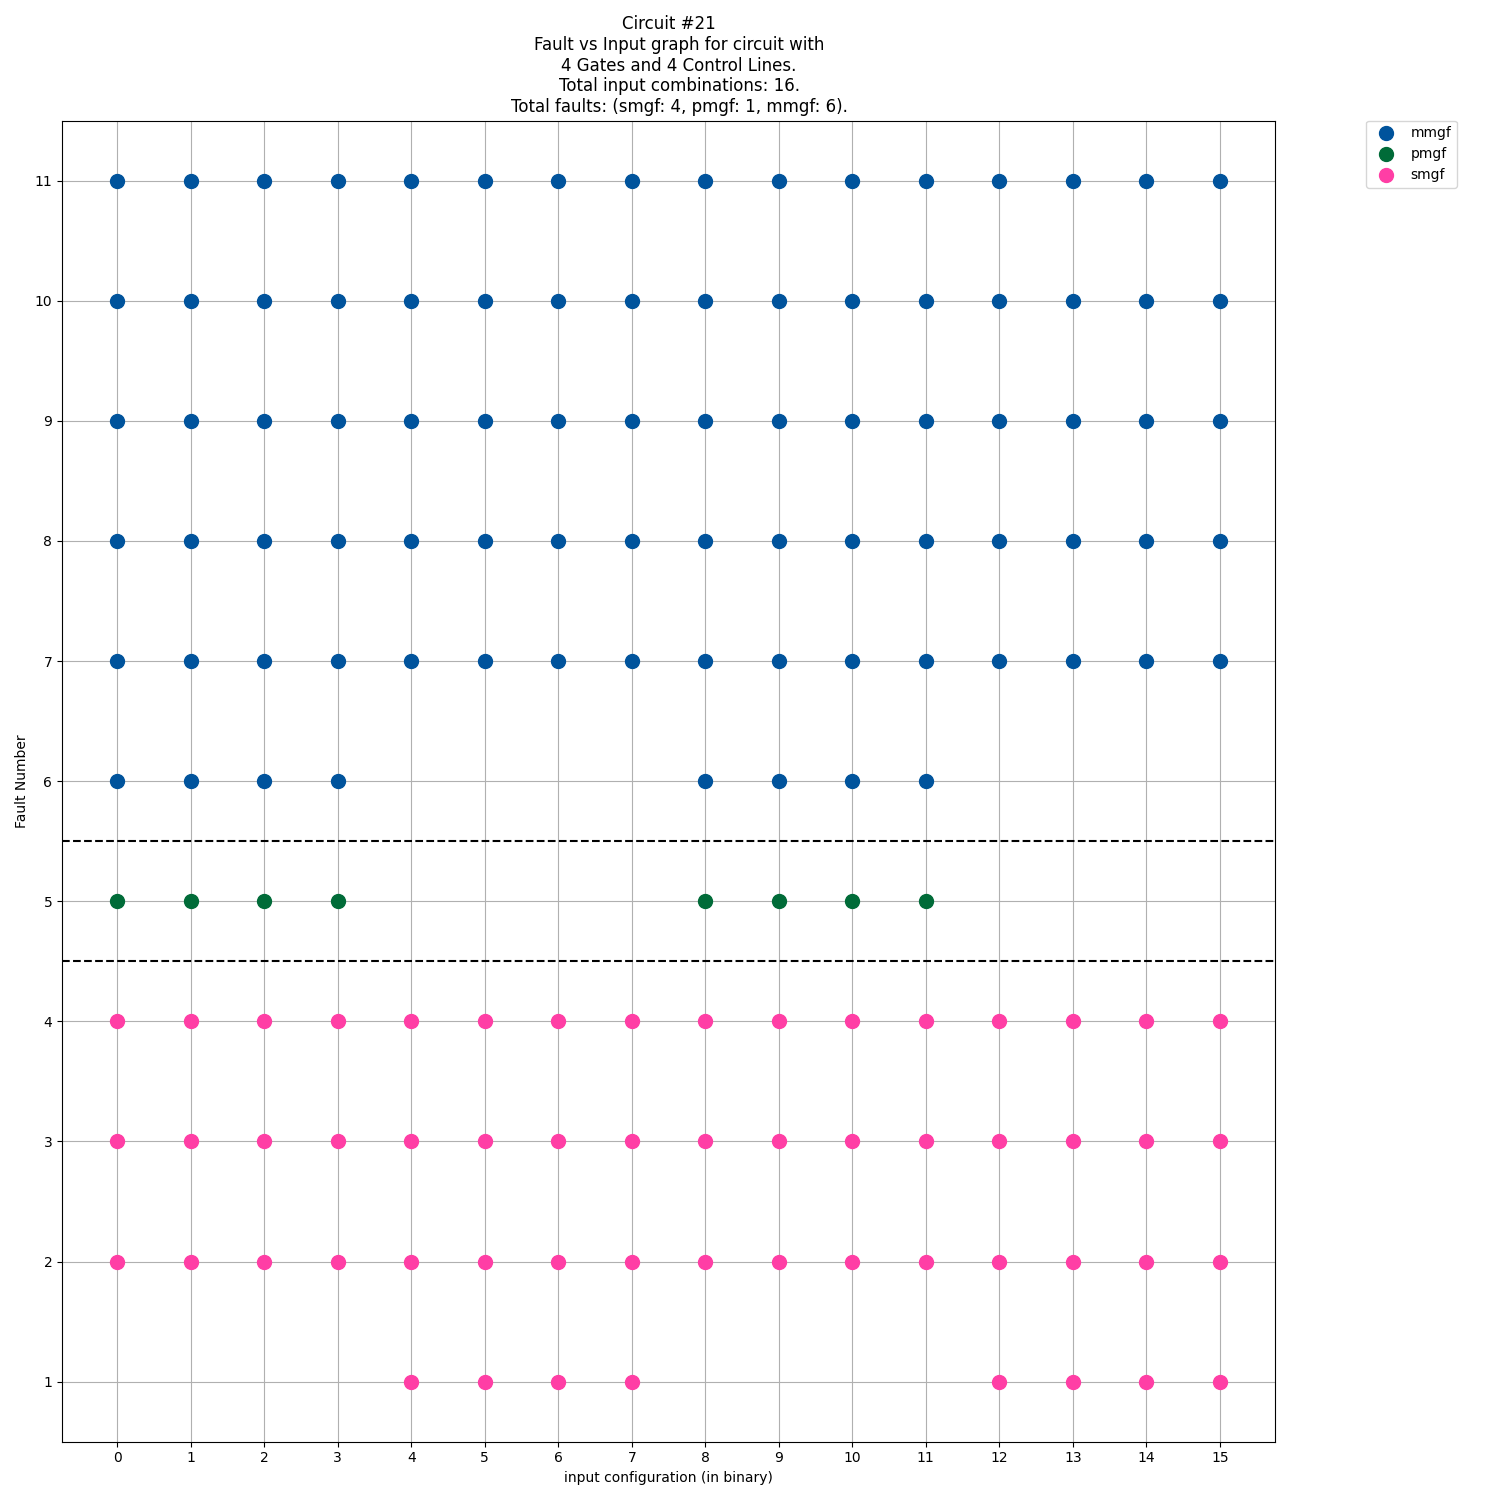 Circuit #21
Fault vs Input graph for circuit with
4 Gates and 4 Control Lines.
Total input combinations: 16.
Total faults: (smgf: 4, pmgf: 1, mmgf: 6).
mmgf
pmgf
smgf
Fault Number
11
10
9
8
7
6
5
4
3
2
1
0 1 2 3 4 5 6 7 8 9 10 11 12 13 14 15
input configuration (in binary)